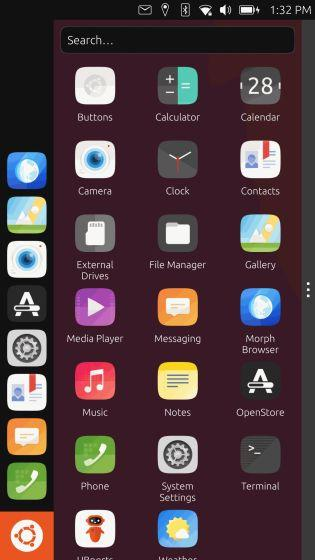 1:32 PM
Search...
Buttons
Calculator
28
Calendar
Camera
Clock
Contacts
External
Drives
File Manager
Gallery
Media Player
Messaging
Morph
Browser
Music
Notes
OpenStore
Phone
System
Settings
>_
Terminal
UBports
Weather